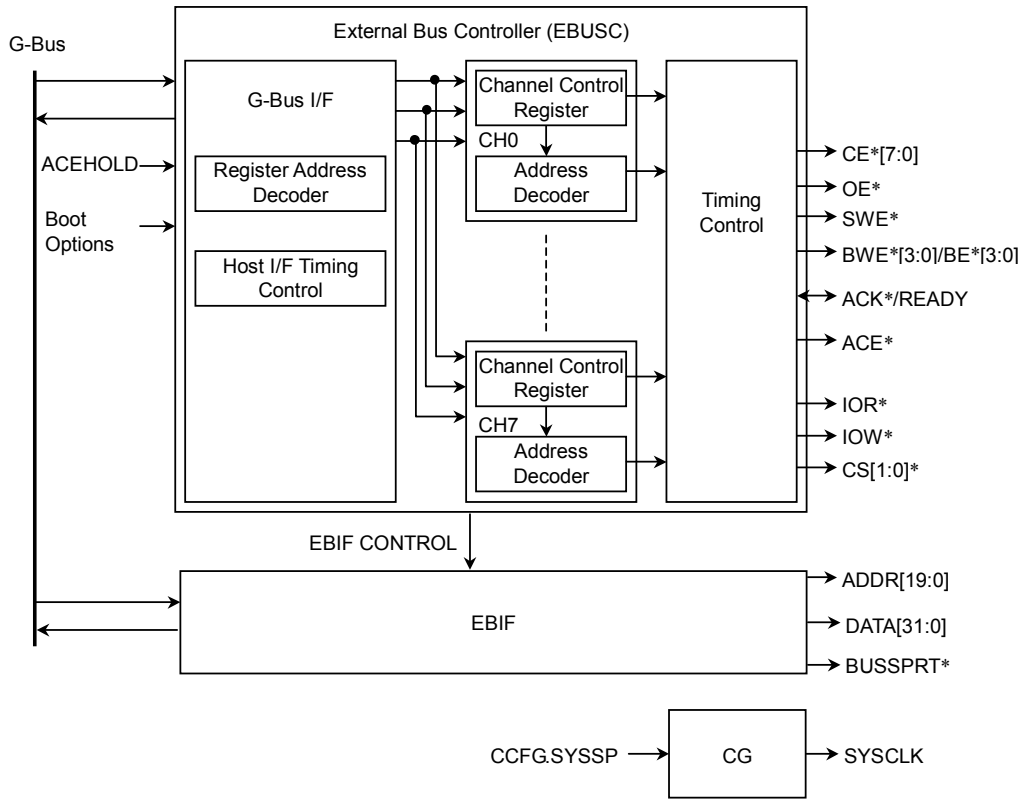 External Bus Controller (EBUSC)
G-Bus
G-Bus I/F
Channel Control
Register
CH0
Address
Decoder
ACEHOLD
Register Address
Decoder
Boot
Options
Host I/F Timing
Control
Timing
Control
CE*[7:0]
OE*
SWE*
BWE*[3:0]/BE*[3:0]
ACK*/READY
ACE*
Channel Control
Register
CH7
Address
Decoder
IOR*
IOW*
CS[1:0]*
EBIF CONTROL
EBIF
ADDR[19:0]
DATA[31:0]
BUSSPRT*
CCFG.SYSSP
CG
SYSCLK